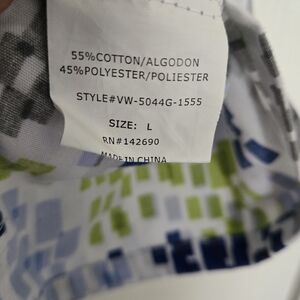 55%COTTON/ALGODON
45%POLYESTER/POLIESTER
STYLE#VW-5044G-1555
SIZE: L
RN#142690
MADE IN CHINA